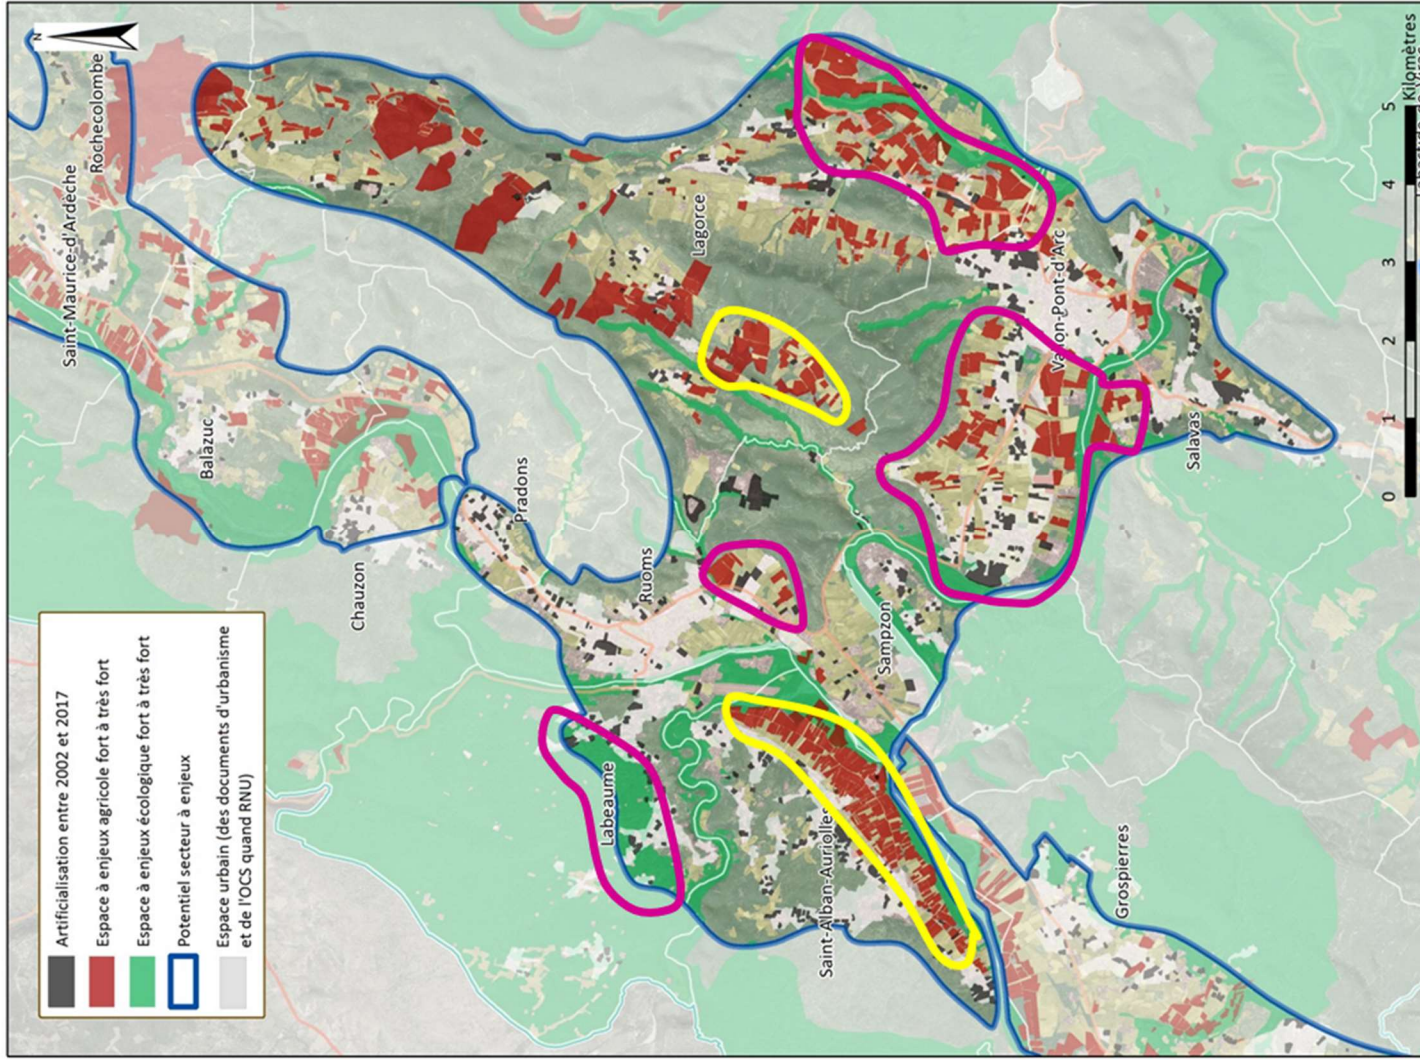 Artificialisation entre 2002 et 2017
Espace à enjeux agricole fort à très fort
Espace à enjeux écologique fort à très fort
Potentiel secteur à enjeux
Espace urbain (des documents d'urbanisme
et de l'OCS quand RNU)
N
Rochecolombe
Saint-Maurice-d'Ardèche
Balazuc
Chauzon
Pradons
Ruoms
Lagorce
Labeaume
Sampzon
Vallon-Pont-d'Arc
Salavas
Saint-Alban-Auriolles
Grospierres
0 1 2 3 4 5
Kilomètres